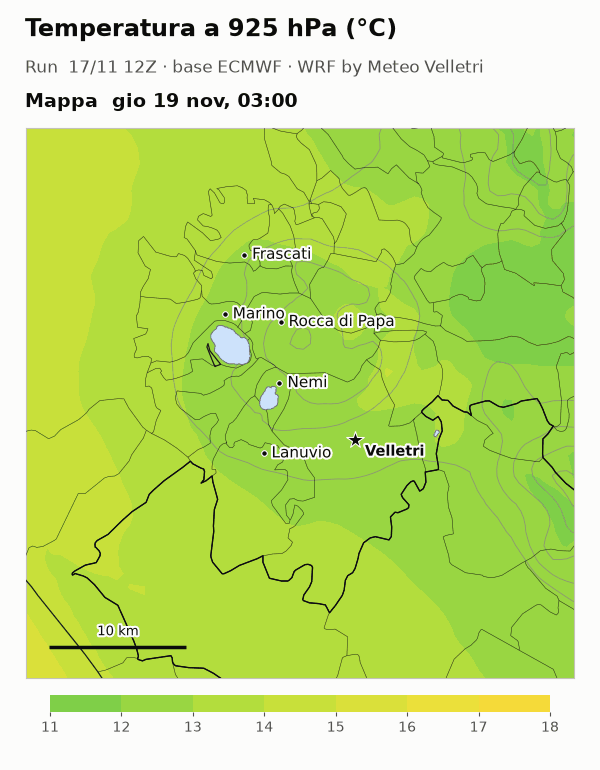 Temperatura a 925 hPa (°C)
Run  17/11 12Z · base ECMWF · WRF by Meteo Velletri
Mappa  gio 19 nov, 03:00
Frascati
Marino
Rocca di Papa
Nemi
Velletri
Lanuvio
10 km
11 12 13 14 15 16 17 18